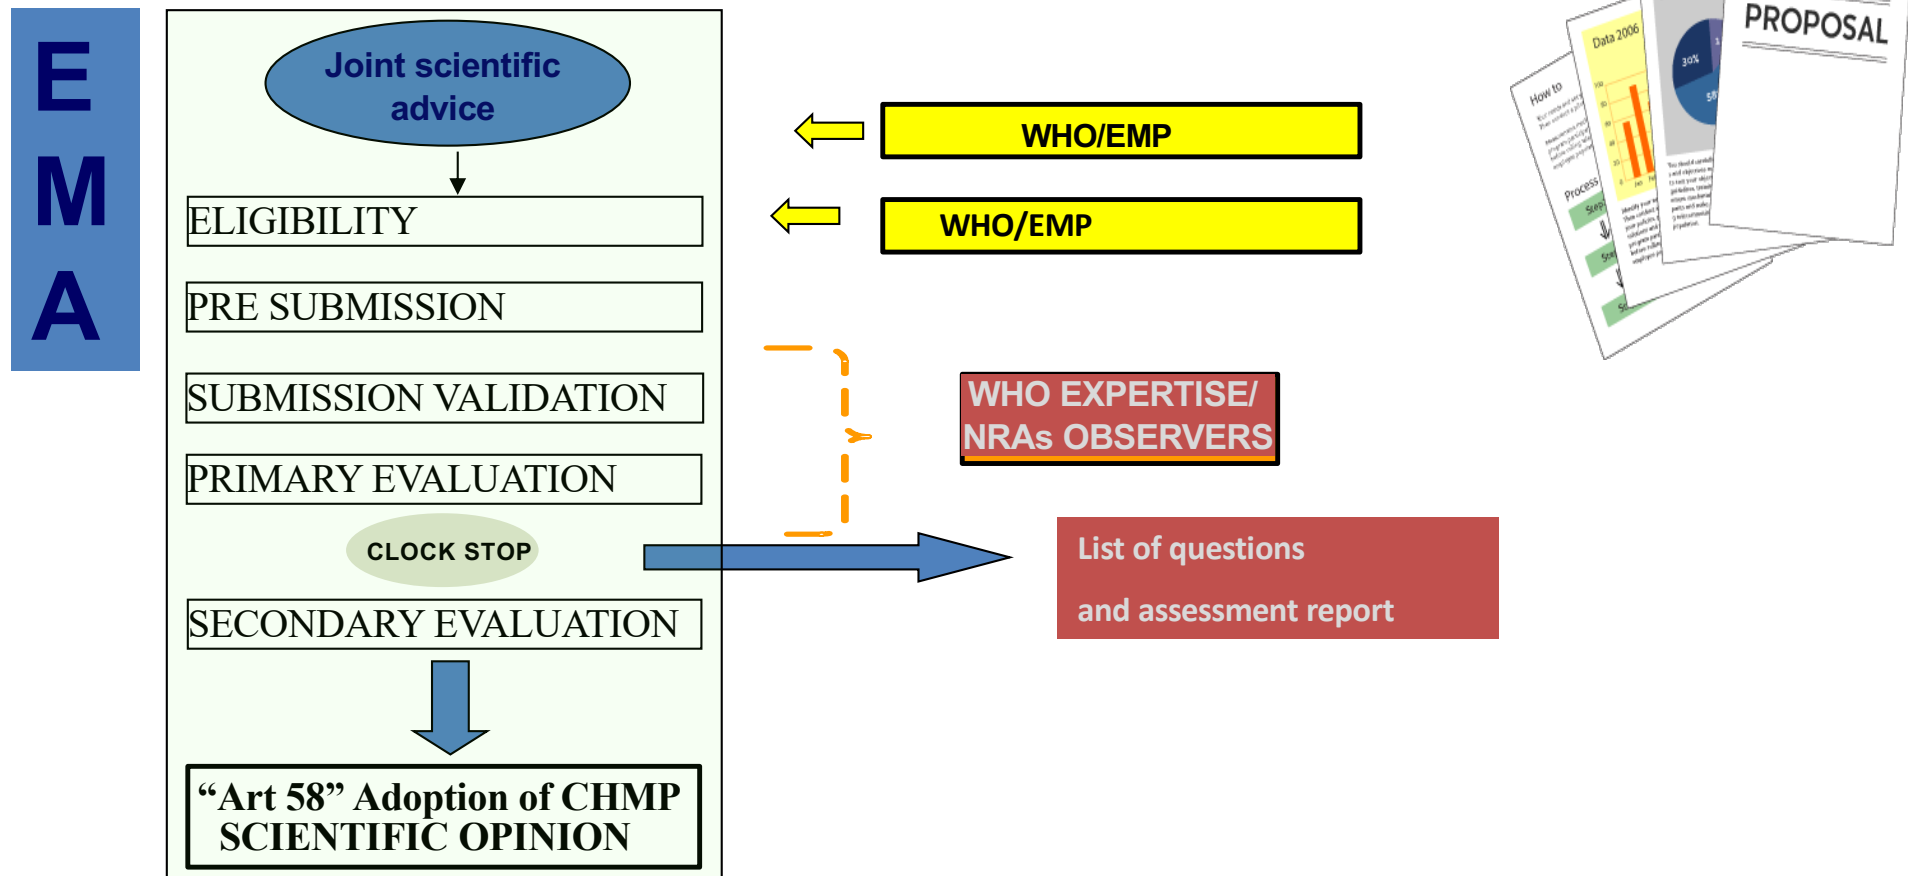 E
M
A
Joint scientific
advice
WHO/EMP
ELIGIBILITY
WHO/EMP
PRE SUBMISSION
SUBMISSION VALIDATION
WHO EXPERTISE/
NRAs OBSERVERS
PRIMARY EVALUATION
CLOCK STOP
List of questions
and assessment report
SECONDARY EVALUATION
“Art 58” Adoption of CHMP
SCIENTIFIC OPINION
PROPOSAL
Data 2006
30%
How to
Process